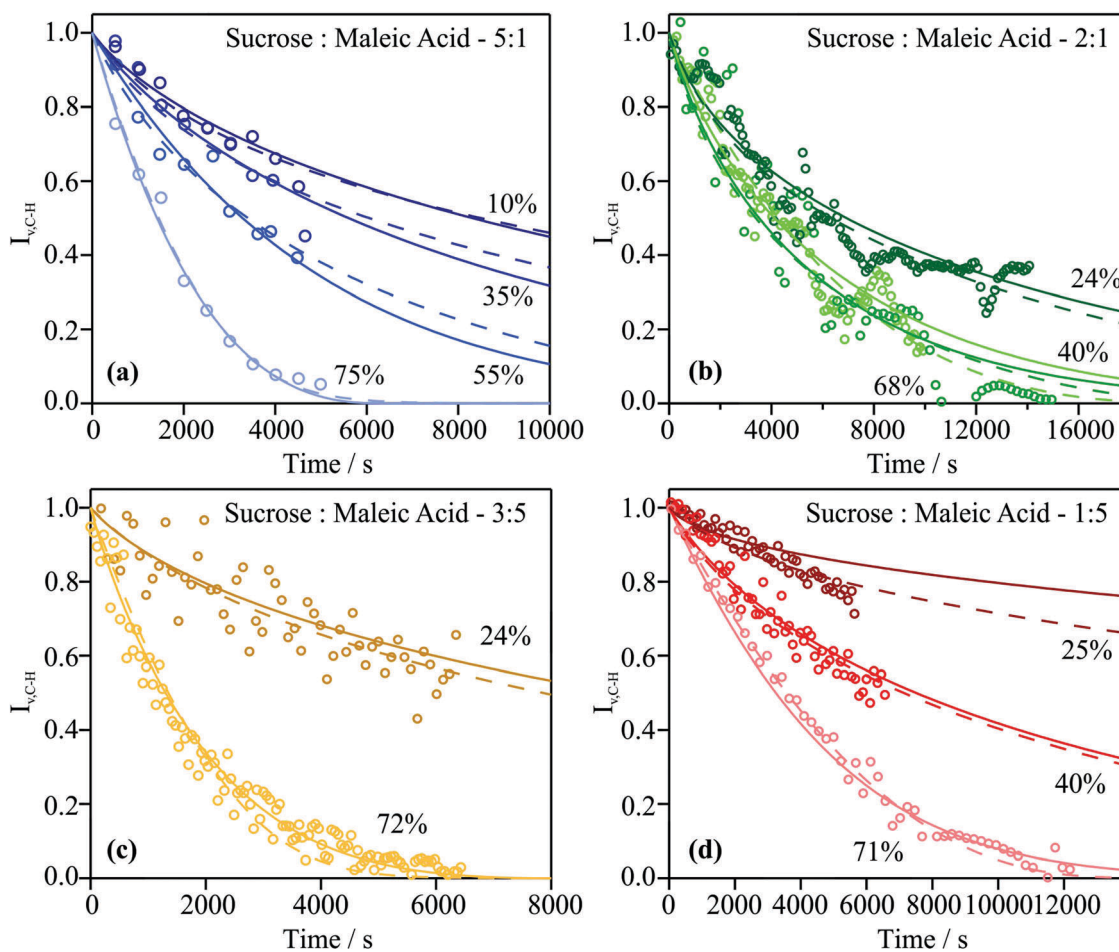 Sucrose : Maleic Acid - 5:1
1.0
0.8
0.6
0.4
0.2
0.0
I_v,C-H
10%
35%
55%
75%
(a)
0 2000 4000 6000 8000 10000
Time / s
Sucrose : Maleic Acid - 2:1
1.0
0.8
0.6
0.4
0.2
0.0
I_v,C-H
24%
40%
68%
(b)
0 4000 8000 12000 16000
Time / s
Sucrose : Maleic Acid - 3:5
1.0
0.8
0.6
0.4
0.2
0.0
I_v,C-H
24%
72%
(c)
0 2000 4000 6000 8000
Time / s
Sucrose : Maleic Acid - 1:5
1.0
0.8
0.6
0.4
0.2
0.0
I_v,C-H
25%
40%
71%
(d)
0 2000 4000 6000 8000 10000 12000
Time / s